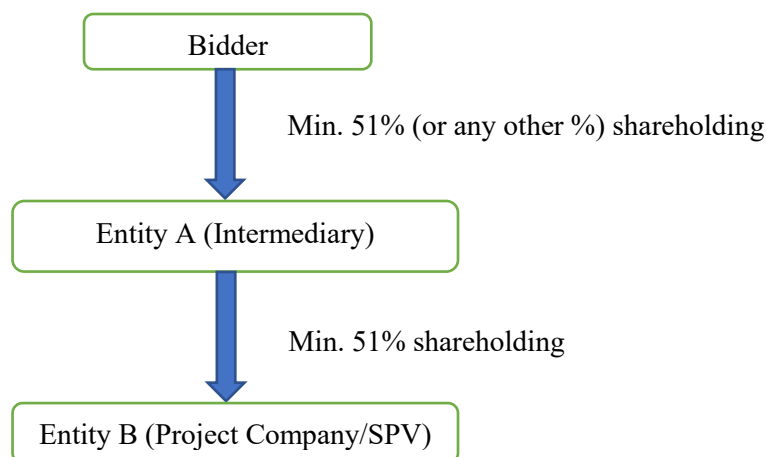 Bidder
Min. 51% (or any other %) shareholding
Entity A (Intermediary)
Min. 51% shareholding
Entity B (Project Company/SPV)